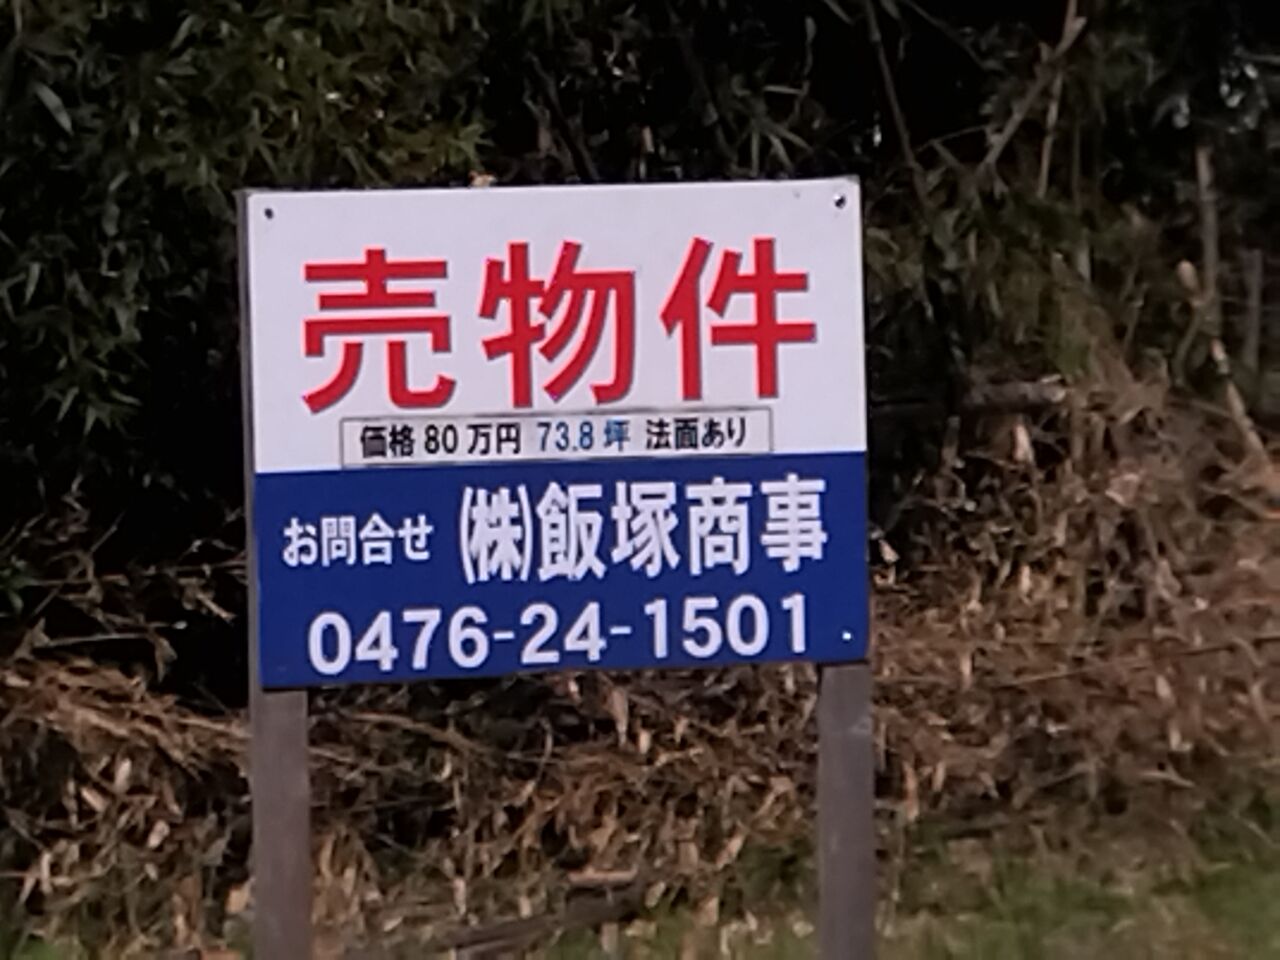 売物件
価格 80 万円 73.8 坪 法面あり
お問合せ ㈱飯塚商事
0476-24-1501